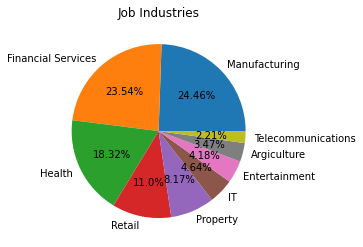 Job Industries
Manufacturing
24.46%
Financial Services
23.54%
Health
18.32%
Retail
11.0%
Property
8.17%
IT
4.64%
Entertainment
4.18%
Argiculture
3.47%
Telecommunications
2.21%